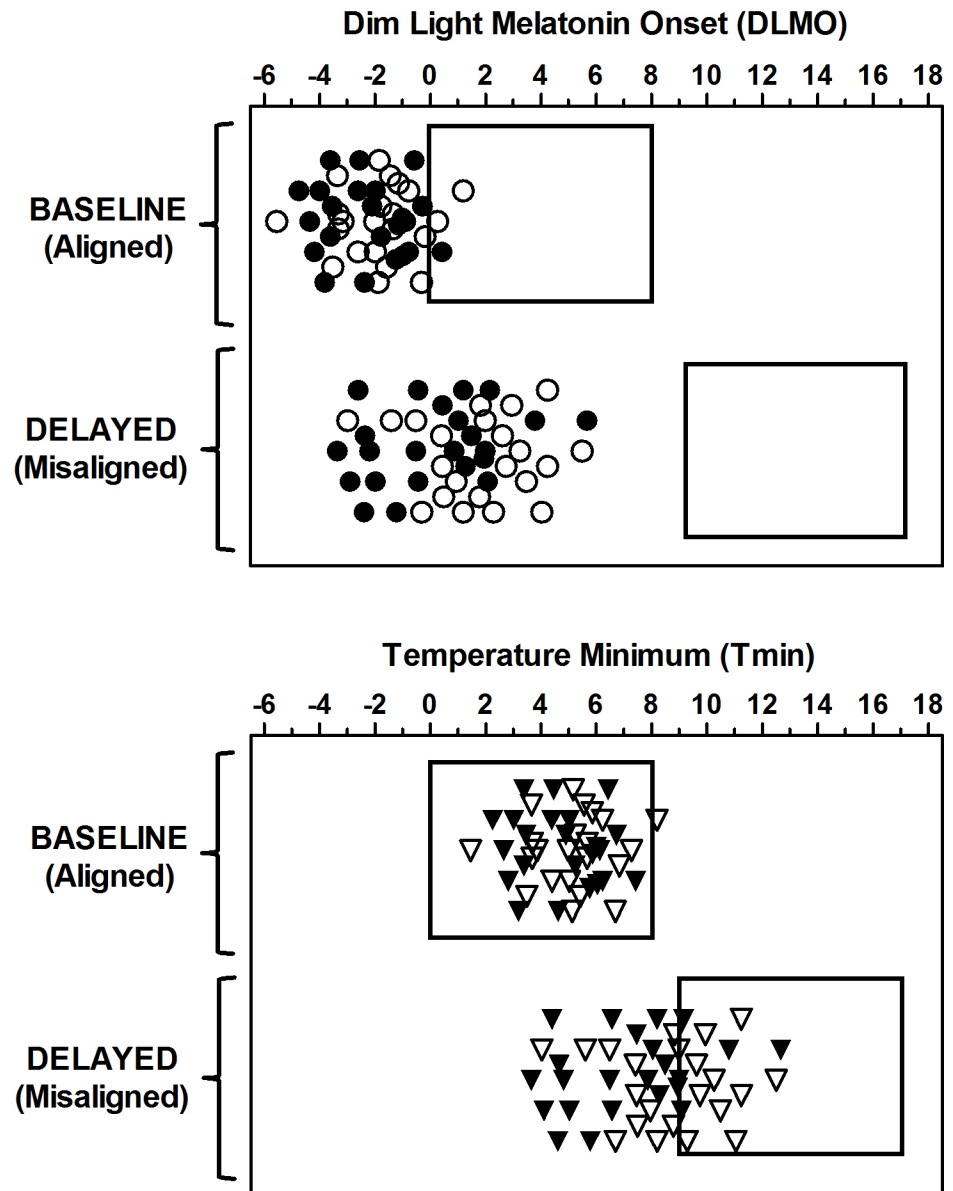 Dim Light Melatonin Onset (DLMO)
-6 -4 -2 0 2 4 6 8 10 12 14 16 18
BASELINE
(Aligned)
DELAYED
(Misaligned)
Temperature Minimum (Tmin)
-6 -4 -2 0 2 4 6 8 10 12 14 16 18
BASELINE
(Aligned)
DELAYED
(Misaligned)